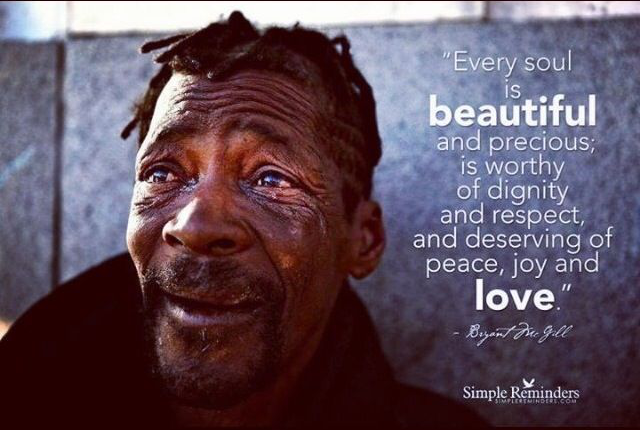 "Every soul
is
beautiful
and precious;
is worthy
of dignity
and respect,
and deserving of
peace, joy and
love."
- Bryant McGill
Simple Reminders
SIMPLEREMINDERS.COM